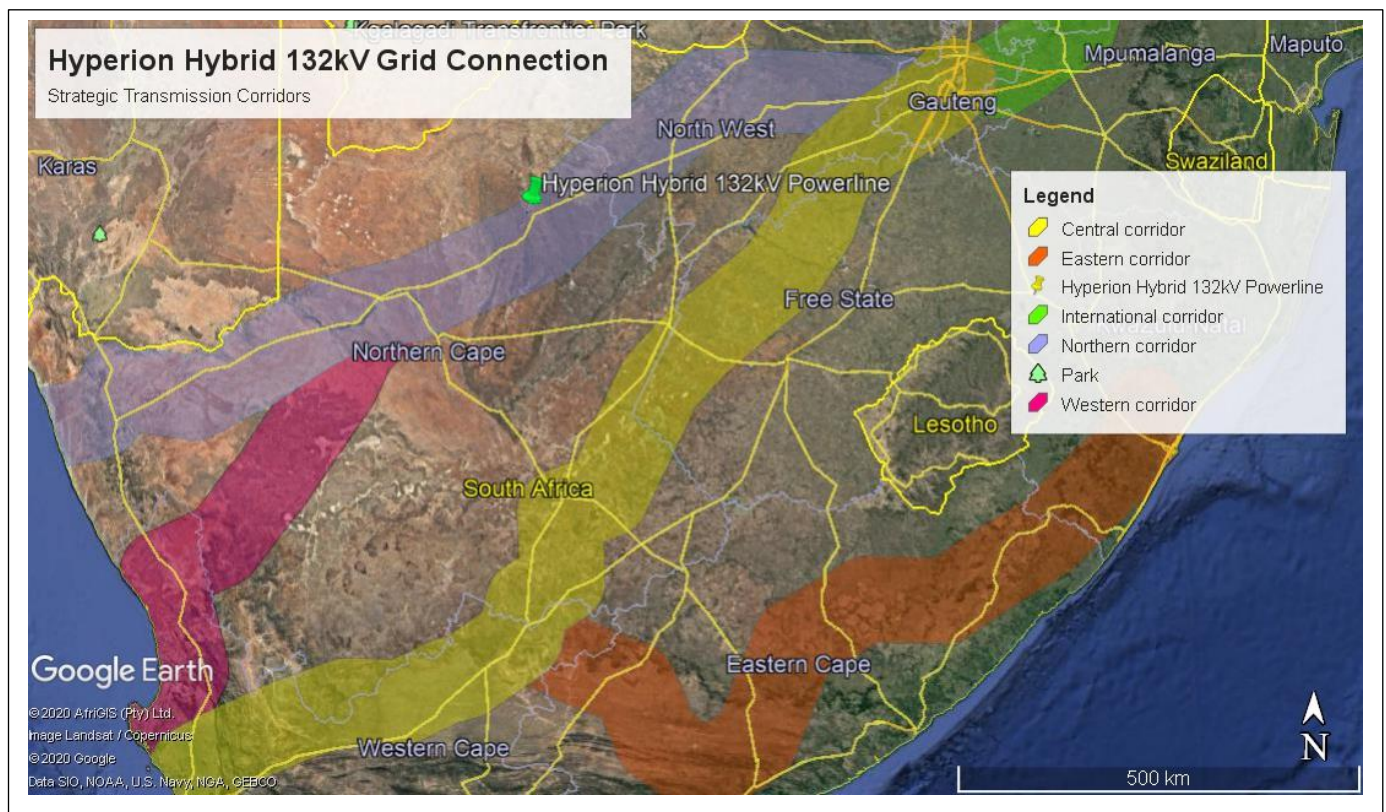 Kgalagadi Transfrontier Park
Hyperion Hybrid 132kV Grid Connection
Strategic Transmission Corridors
Mpumalanga
Maputo
Gauteng
North West
Karas
Swaziland
Hyperion Hybrid 132kV Powerline
Legend
Central corridor
Eastern corridor
Hyperion Hybrid 132kV Powerline
International corridor
Northern corridor
Park
Western corridor
Free State
KwaZulu-Natal
Northern Cape
Lesotho
South Africa
Google Earth
Eastern Cape
©2020 AfriGIS (Pty) Ltd.
Image Landsat / Copernicus
©2020 Google
Data SIO, NOAA, U.S. Navy, NGA, GEBCO
Western Cape
N
500 km